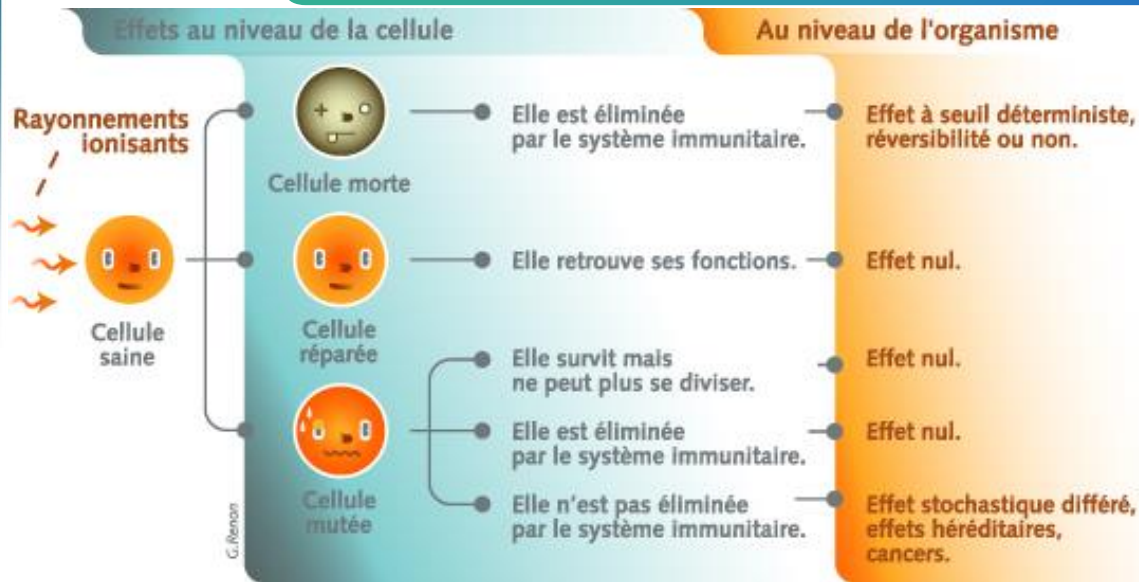 Effets au niveau de la cellule
Au niveau de l'organisme
Rayonnements
ionisants
Cellule
saine
Cellule morte
Elle est éliminée
par le système immunitaire.
Effet à seuil déterministe,
réversibilité ou non.
Cellule
réparée
Elle retrouve ses fonctions.
Effet nul.
Cellule
mutée
Elle survit mais
ne peut plus se diviser.
Effet nul.
Elle est éliminée
par le système immunitaire.
Effet nul.
Elle n'est pas éliminée
par le système immunitaire.
Effet stochastique différé,
effets héréditaires,
cancers.
G.Renon